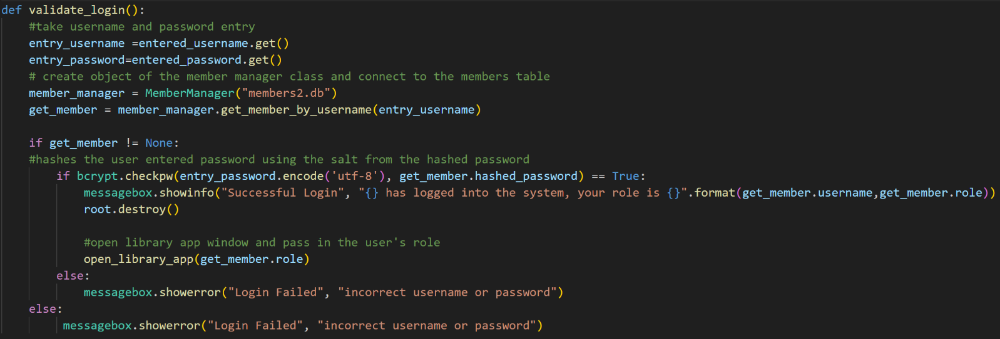 def validate_login():
    #take username and password entry
    entry_username =entered_username.get()
    entry_password=entered_password.get()
    # create object of the member manager class and connect to the members table
    member_manager = MemberManager("members2.db")
    get_member = member_manager.get_member_by_username(entry_username)

    if get_member != None:
    #hashes the user entered password using the salt from the hashed password
        if bcrypt.checkpw(entry_password.encode('utf-8'), get_member.hashed_password) == True:
            messagebox.showinfo("Successful Login", "{} has logged into the system, your role is {}".format(get_member.username,get_member.role))
            root.destroy()

            #open library app window and pass in the user's role
            open_library_app(get_member.role)
        else:
            messagebox.showerror("Login Failed", "incorrect username or password")
    else:
         messagebox.showerror("Login Failed", "incorrect username or password")